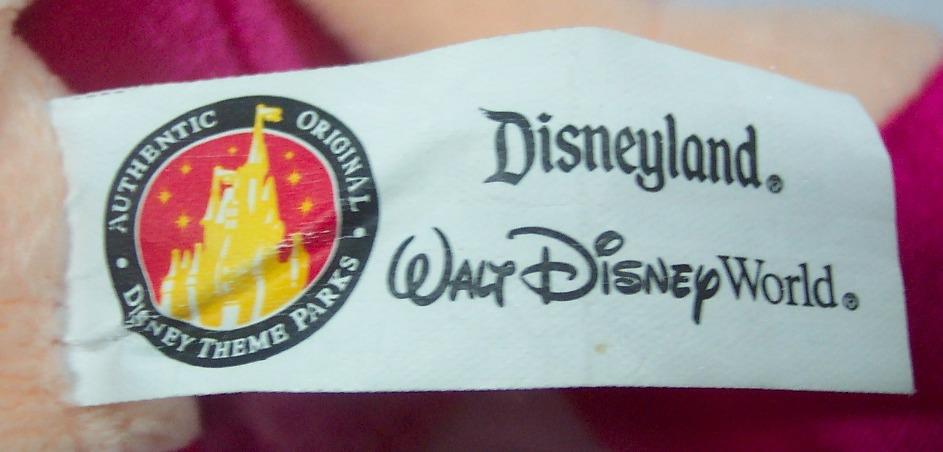 AUTHENTIC ORIGINAL
DISNEY THEME PARKS
Disneyland®
WALT DISNEY World®